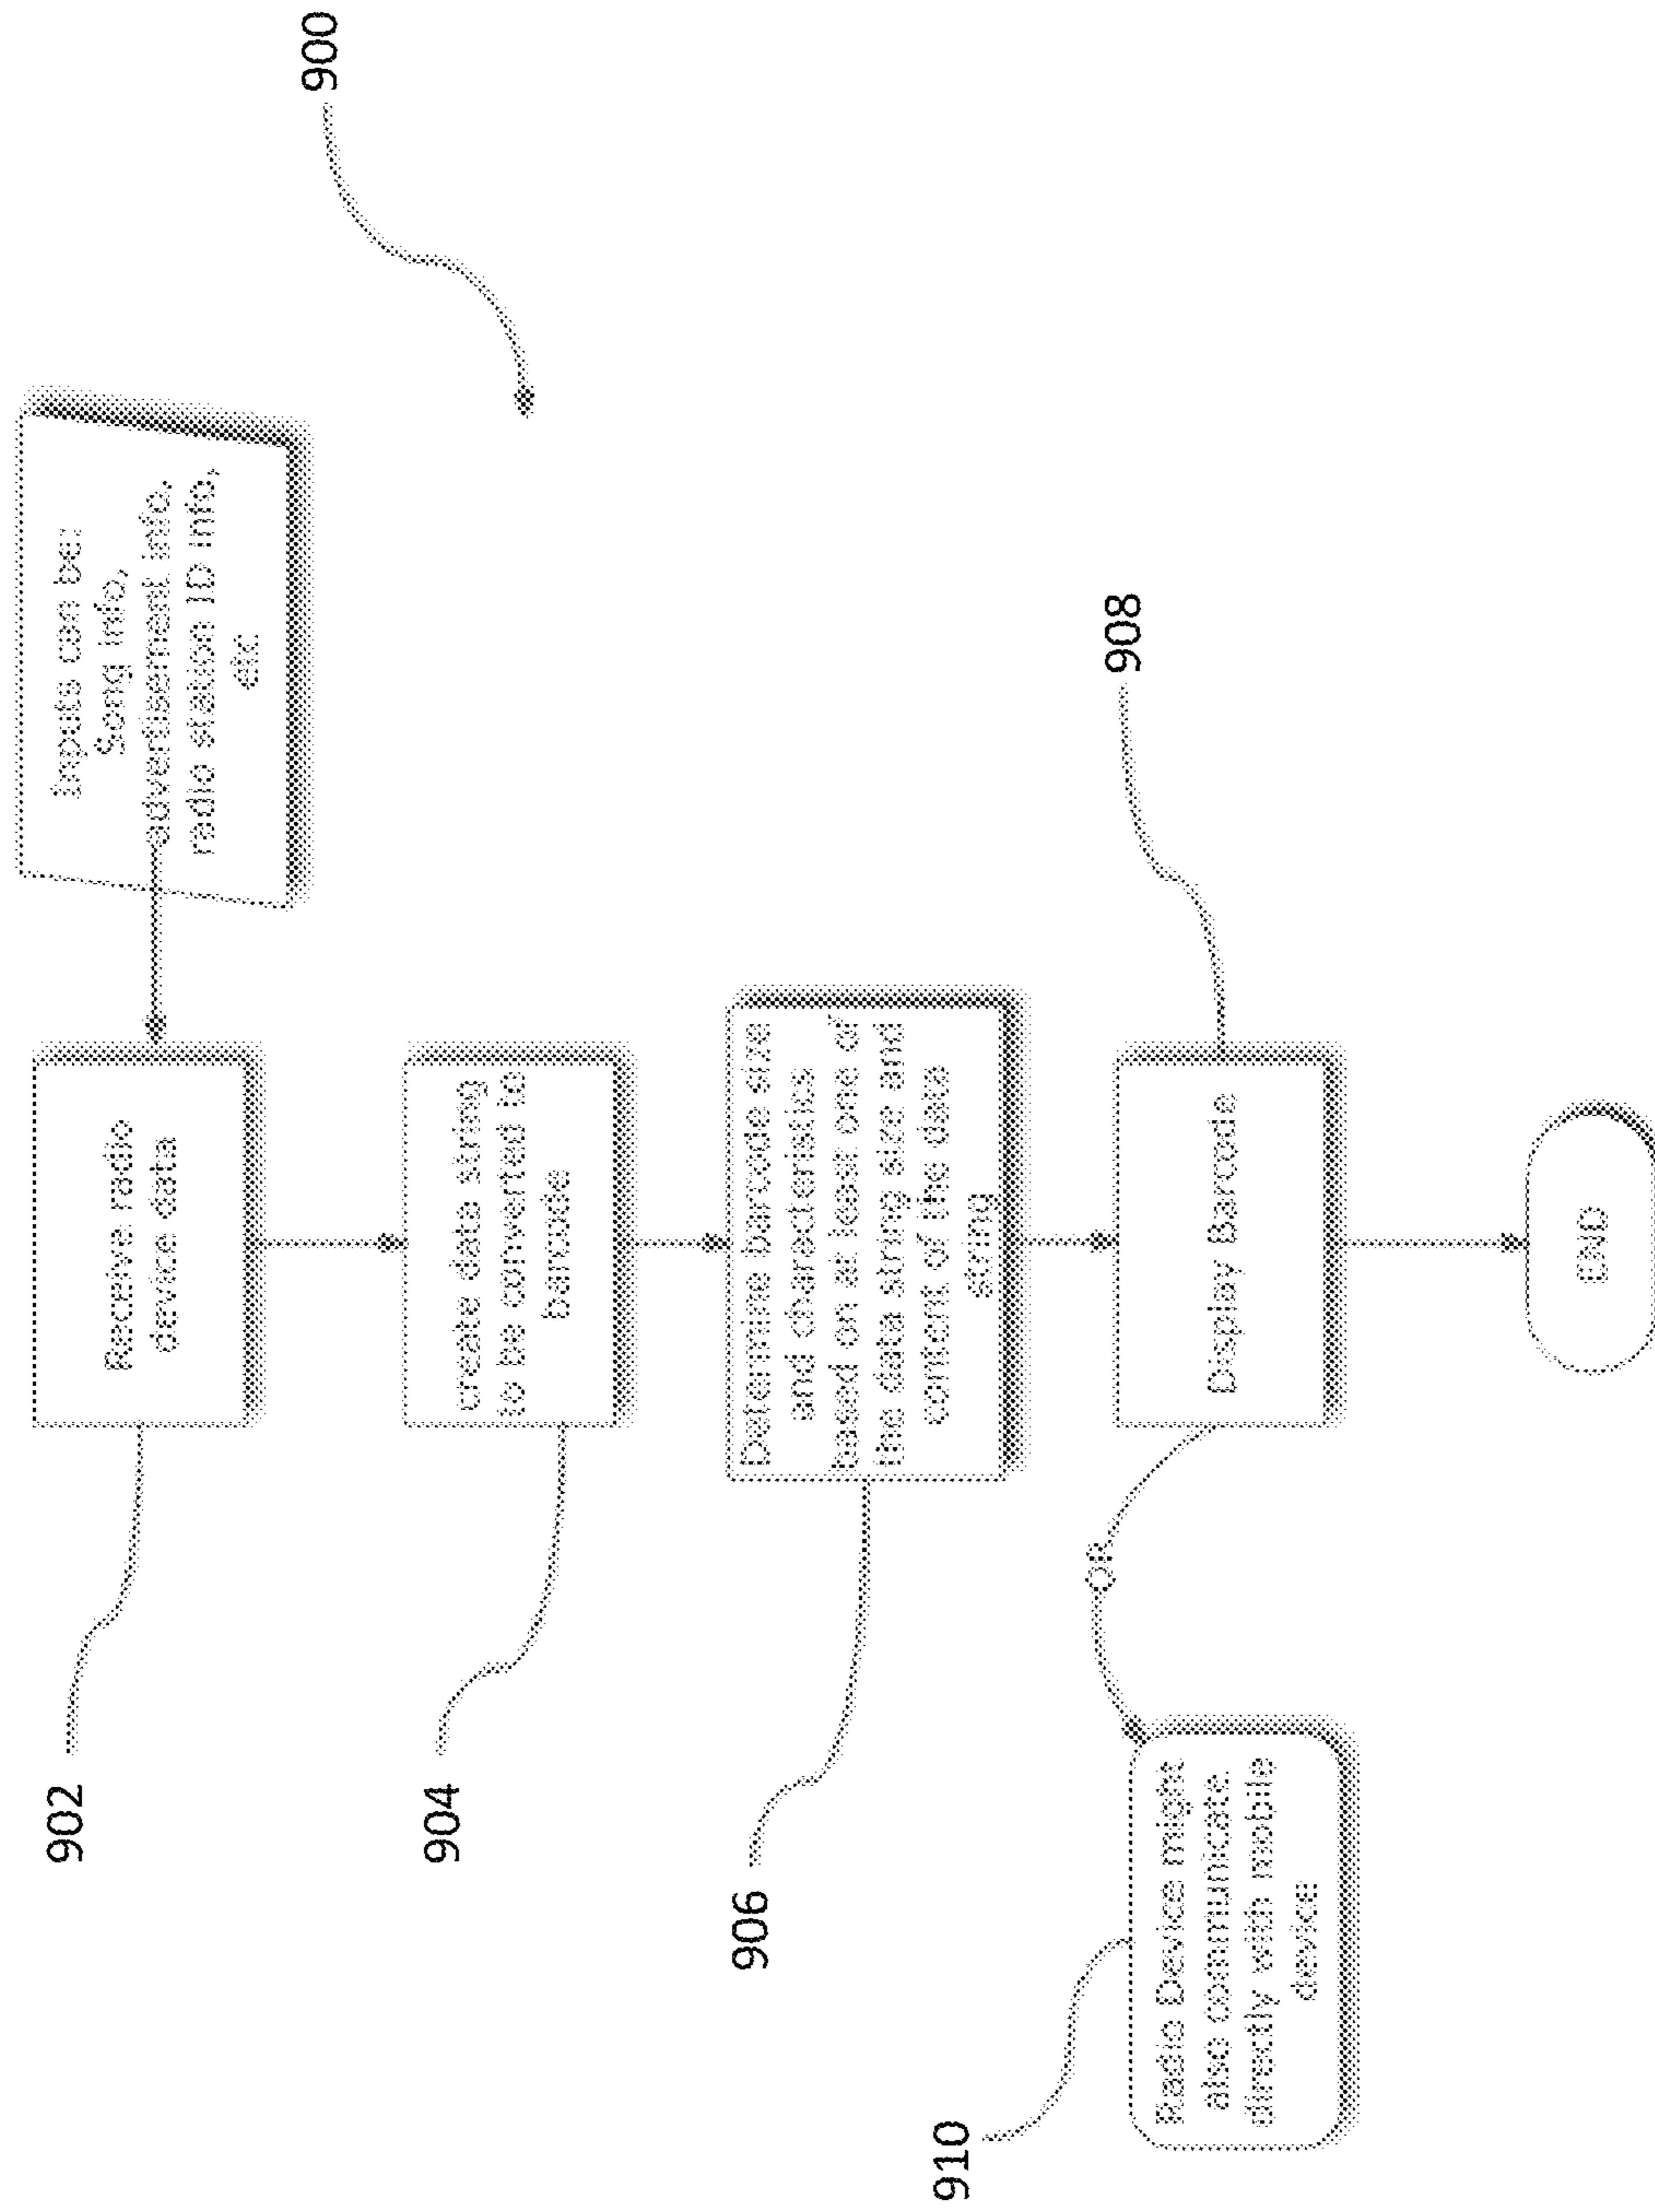 900
Inputs can be:
Song info,
advertisement info,
radio station ID info,
etc
902
Receive radio
device data
904
create data string
to be converted to
barcode
906
Determine barcode size
and characteristics
based on at least one of
the data string size and
content of the data
string
908
Display Barcode
OR
910
Radio Device might
also communicate
directly with mobile
device
END